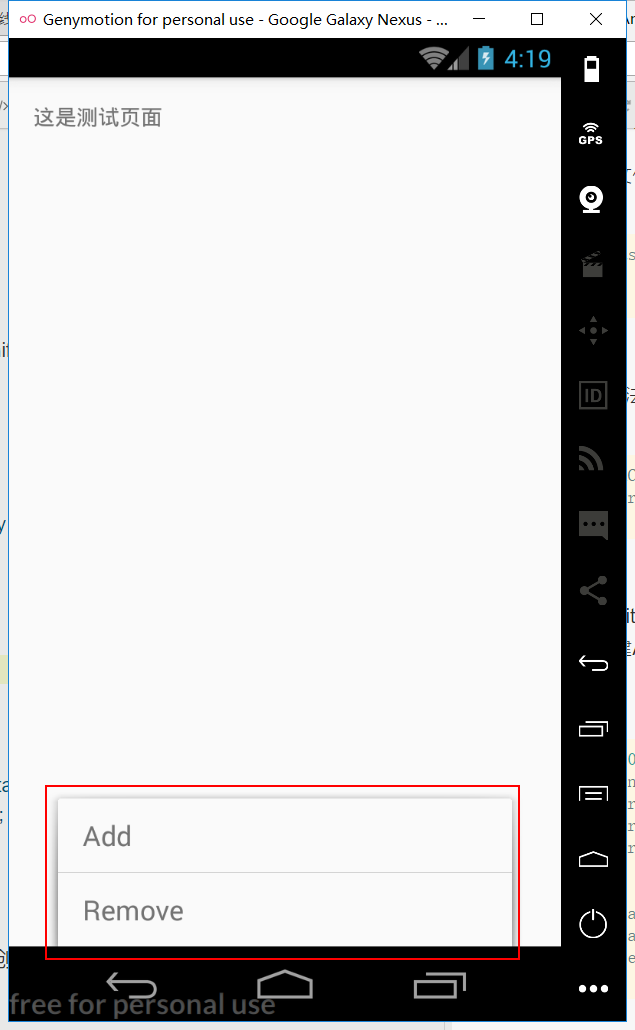 Genymotion for personal use - Google Galaxy Nexus - ...
4:19
这是测试页面
GPS
ID
Add
Remove
free for personal use